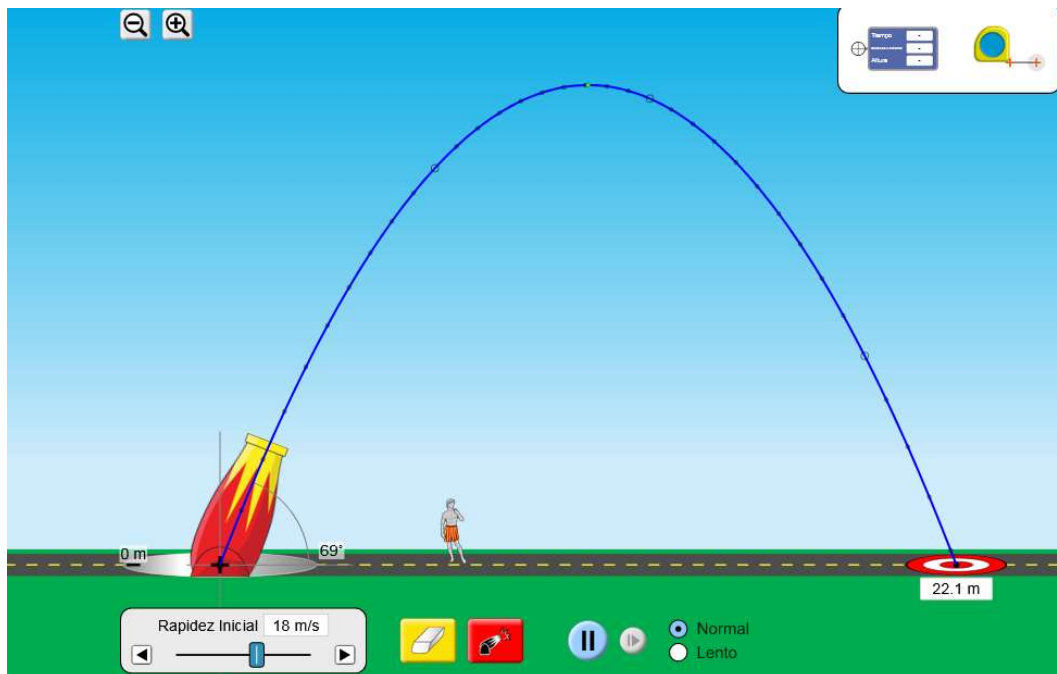 Tiempo -
-
Altura -
0 m
69°
22.1 m
Rapidez Inicial 18 m/s
Normal
Lento